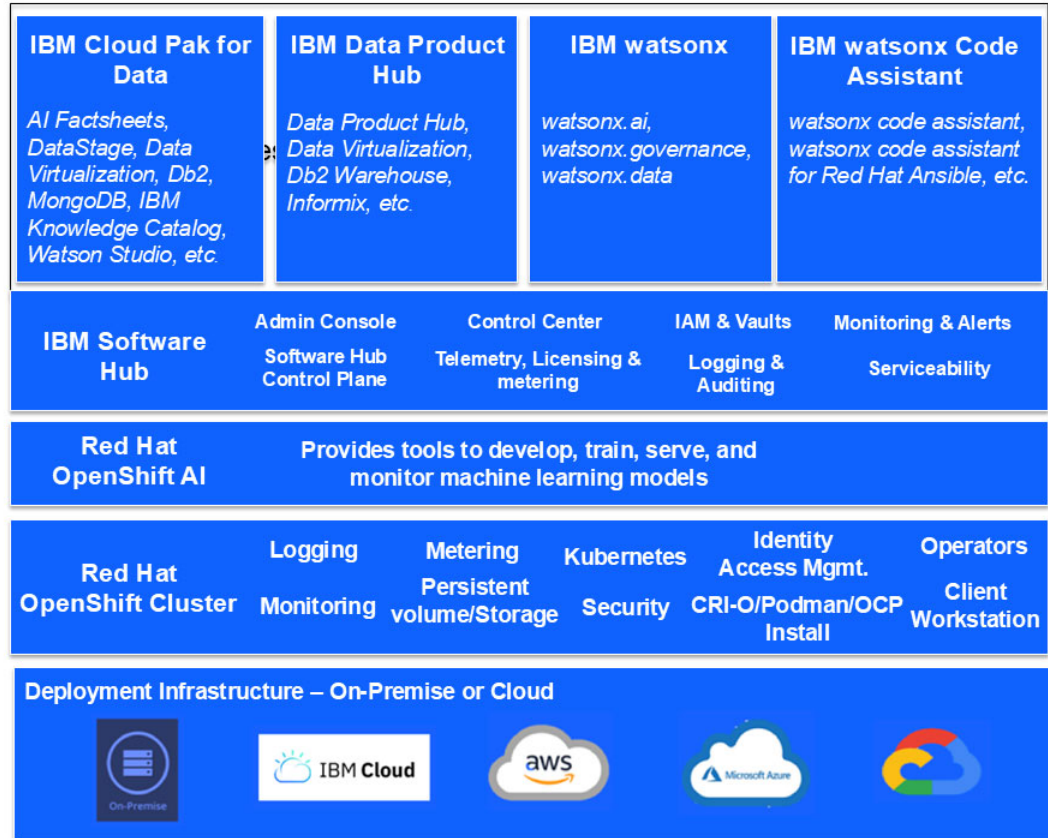 IBM Cloud Pak for
Data
AI Factsheets,
DataStage, Data
Virtualization, Db2,
MongoDB, IBM
Knowledge Catalog,
Watson Studio, etc.
IBM Data Product
Hub
Data Product Hub,
Data Virtualization,
Db2 Warehouse,
Informix, etc.
IBM watsonx
watsonx.ai,
watsonx.governance,
watsonx.data
IBM watsonx Code
Assistant
watsonx code assistant,
watsonx code assistant
for Red Hat Ansible, etc.
IBM Software
Hub
Admin Console
Software Hub
Control Plane
Control Center
Telemetry, Licensing &
metering
IAM & Vaults
Logging &
Auditing
Monitoring & Alerts
Serviceability
Red Hat
OpenShift AI
Provides tools to develop, train, serve, and
monitor machine learning models
Red Hat
OpenShift Cluster
Logging
Monitoring
Metering
Persistent
volume/Storage
Kubernetes
Security
Identity
Access Mgmt.
CRI-O/Podman/OCP
Install
Operators
Client
Workstation
Deployment Infrastructure – On-Premise or Cloud
On-Premise
IBM Cloud
aws
Microsoft Azure